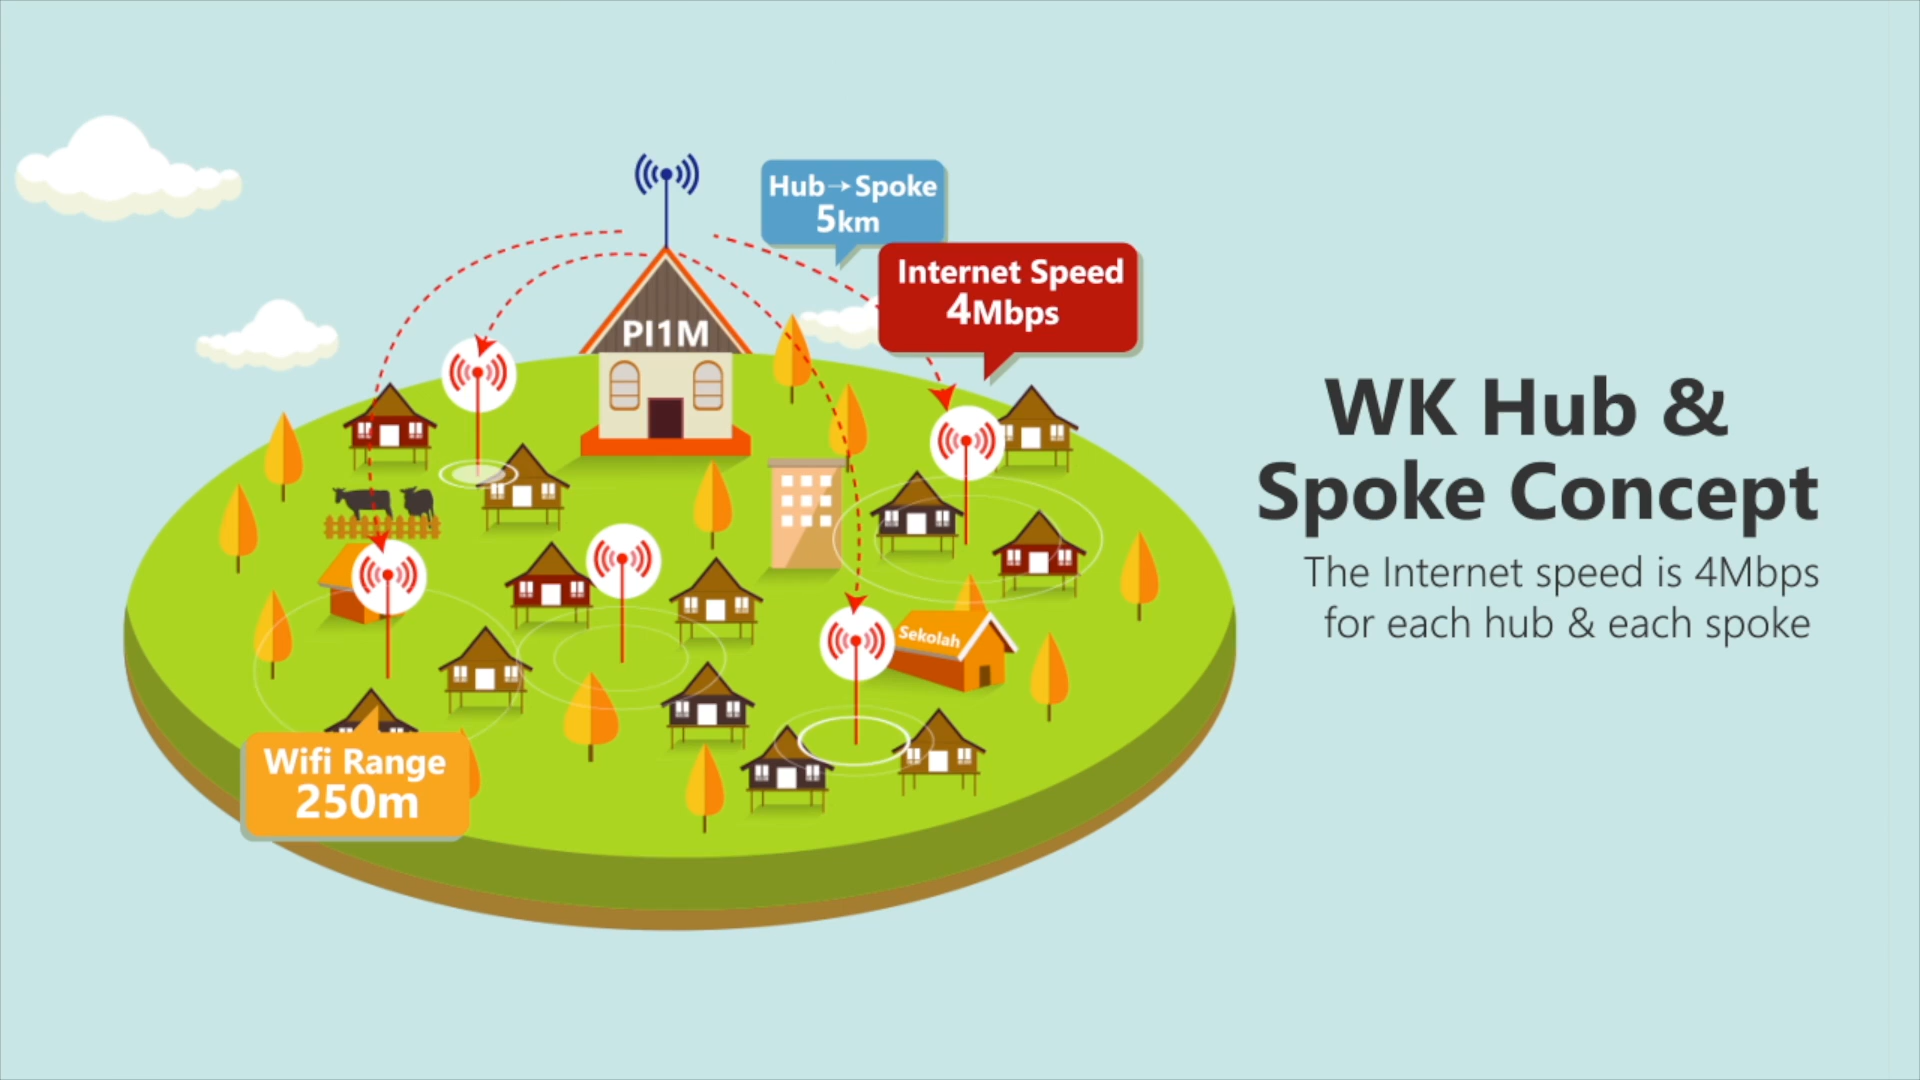 Hub→Spoke
5km
Internet Speed
4Mbps
PI1M
WK Hub &
Spoke Concept
The Internet speed is 4Mbps
for each hub & each spoke
Sekolah
Wifi Range
250m